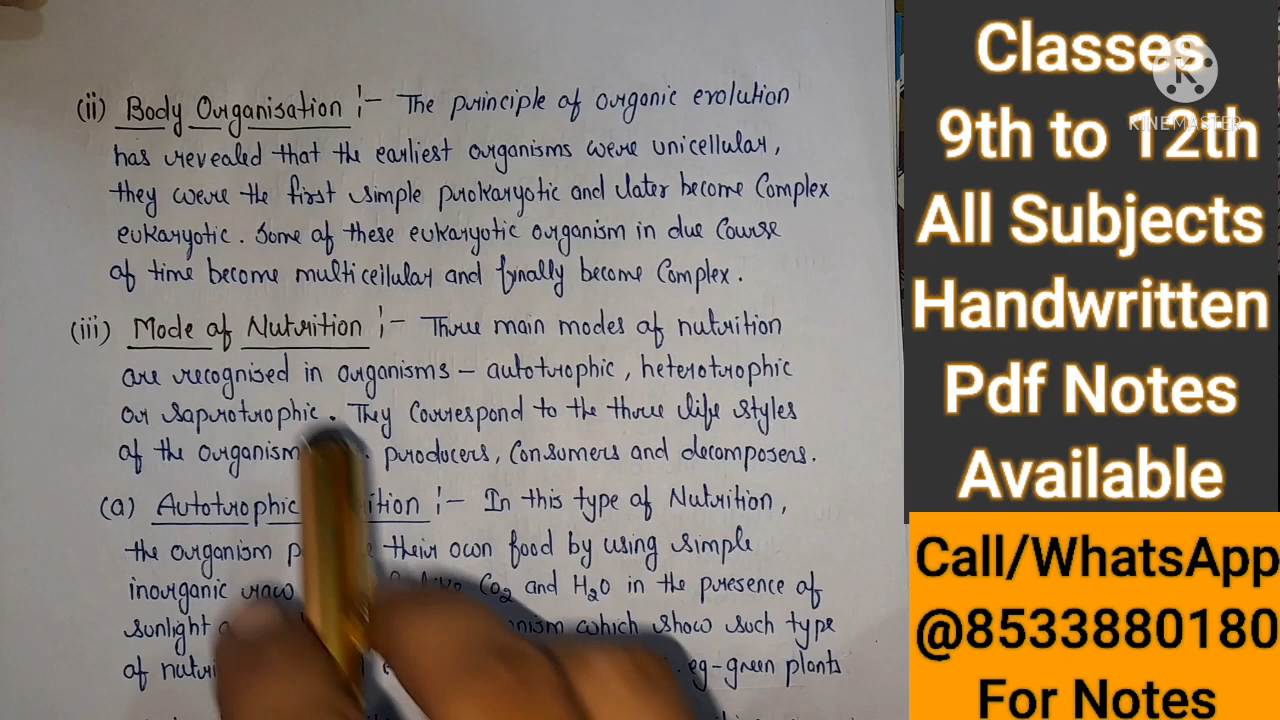 (ii) Body Organisation :- The principle of organic evolution
has revealed that the earliest organisms were unicellular,
they were the first simple prokaryotic and later become Complex
eukaryotic. Some of these eukaryotic organism in due Course
of time become multicellular and finally become Complex.
(iii) Mode of Nutrition :- Three main modes of nutrition
are recognised in organisms – autotrophic, heterotrophic
or saprotrophic. They correspond to the three life styles
of the organism producers, Consumers and decomposers.
(a) Autotrophic :- In this type of Nutrition,
the organism their own food by using simple
inorganic raw CO2 and H2O in the presence of
sunlight which show such type
of eg-green plants
Classes
9th to 12th
All Subjects
Handwritten
Pdf Notes
Available
Call/WhatsApp
@8533880180
For Notes
KINEMASTER